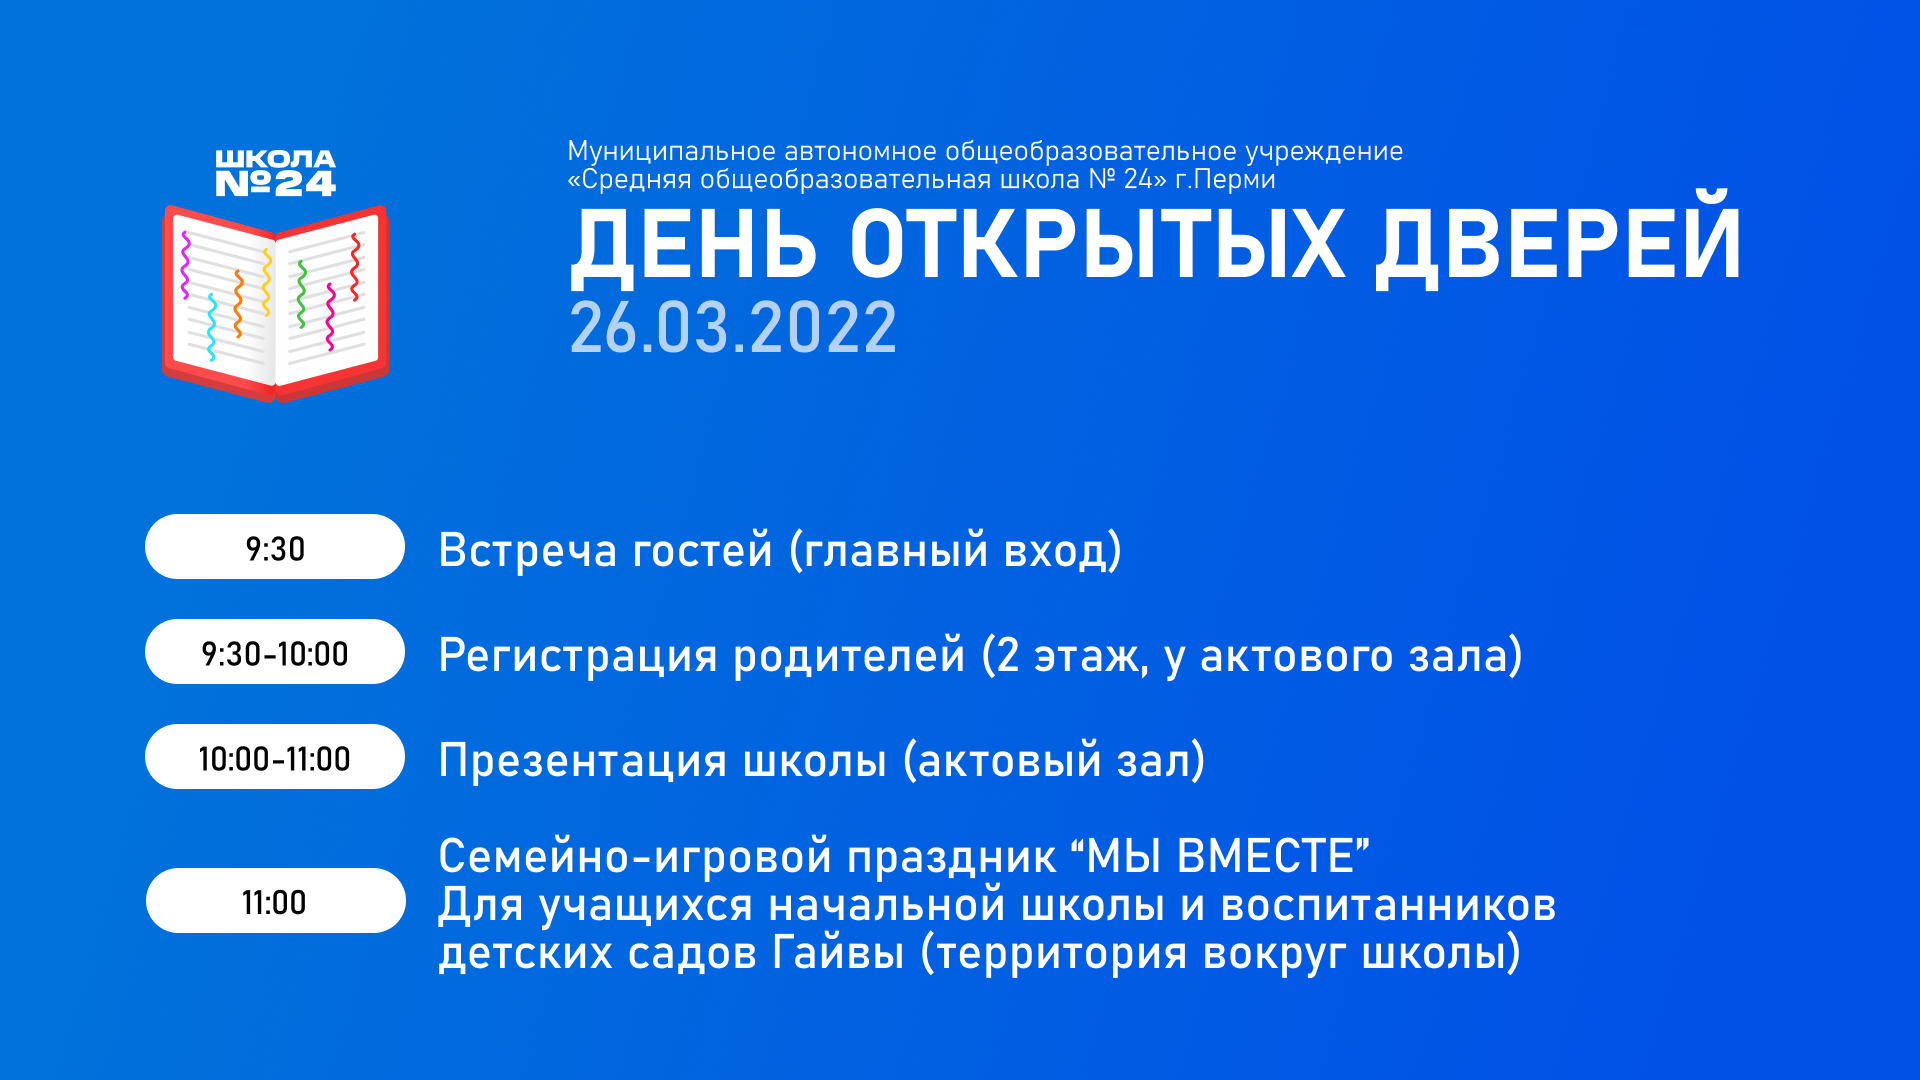 ШКОЛА
№24
Муниципальное автономное общеобразовательное учреждение
«Средняя общеобразовательная школа № 24» г.Перми
ДЕНЬ ОТКРЫТЫХ ДВЕРЕЙ
26.03.2022
9:30 Встреча гостей (главный вход)
9:30-10:00 Регистрация родителей (2 этаж, у актового зала)
10:00-11:00 Презентация школы (актовый зал)
11:00
Семейно-игровой праздник “МЫ ВМЕСТЕ”
Для учащихся начальной школы и воспитанников
детских садов Гайвы (территория вокруг школы)